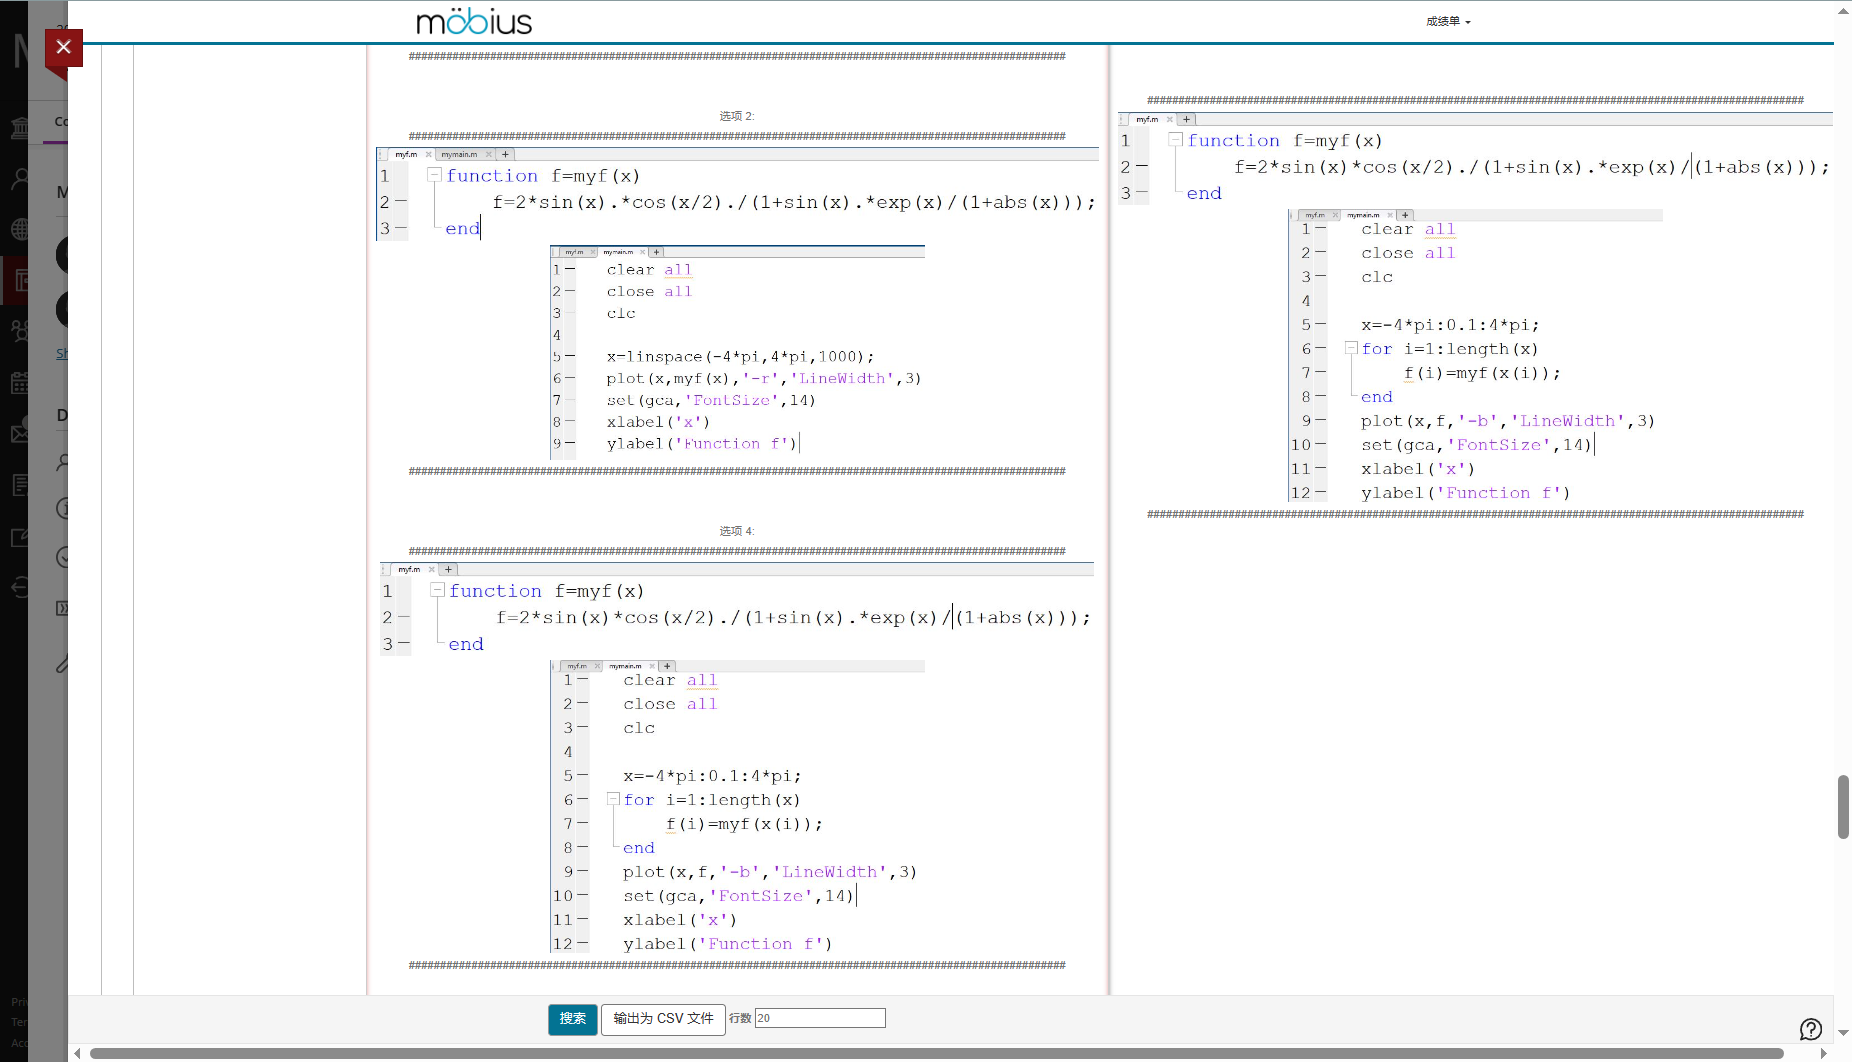 möbius
成绩单
################
选项 2:
################
myf.m × mymain.m × +
1 function f=myf(x)
2 f=2*sin(x).*cos(x/2)./(1+sin(x).*exp(x)/(1+abs(x)));
3 end
myf.m × mymain.m × +
1 clear all
2 close all
3 clc
4
5 x=linspace(-4*pi,4*pi,1000);
6 plot(x,myf(x),'-r','LineWidth',3)
7 set(gca,'FontSize',14)
8 xlabel('x')
9 ylabel('Function f')
################
选项 4:
################
myf.m × +
1 function f=myf(x)
2 f=2*sin(x)*cos(x/2)./(1+sin(x).*exp(x)/(1+abs(x)));
3 end
myf.m × mymain.m × +
1 clear all
2 close all
3 clc
4
5 x=-4*pi:0.1:4*pi;
6 for i=1:length(x)
7 f(i)=myf(x(i));
8 end
9 plot(x,f,'-b','LineWidth',3)
10 set(gca,'FontSize',14)
11 xlabel('x')
12 ylabel('Function f')
################
################
myf.m × +
1 function f=myf(x)
2 f=2*sin(x)*cos(x/2)./(1+sin(x).*exp(x)/(1+abs(x)));
3 end
myf.m × mymain.m × +
1 clear all
2 close all
3 clc
4
5 x=-4*pi:0.1:4*pi;
6 for i=1:length(x)
7 f(i)=myf(x(i));
8 end
9 plot(x,f,'-b','LineWidth',3)
10 set(gca,'FontSize',14)
11 xlabel('x')
12 ylabel('Function f')
################
搜索 输出为 CSV 文件 行数 20